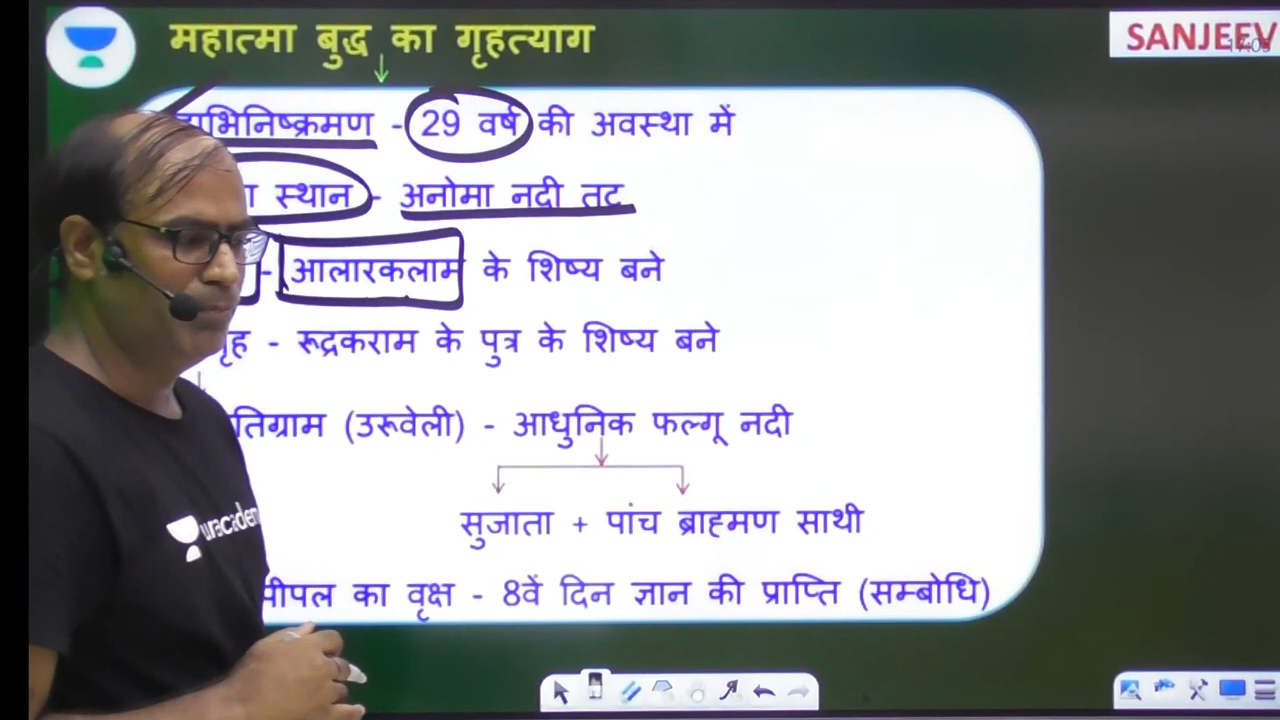 महात्मा बुद्ध का गृहत्याग
SANJEEV
- 29 वर्ष की अवस्था में
स्थान - अनोमा नदी तट
- आलारकलाम के शिष्य बने
- रूद्रकराम के पुत्र के शिष्य बने
(उरूवेली) - आधुनिक फल्गू नदी
सुजाता + पांच ब्राह्मण साथी
पीपल का वृक्ष - 8वें दिन ज्ञान की प्राप्ति (सम्बोधि)